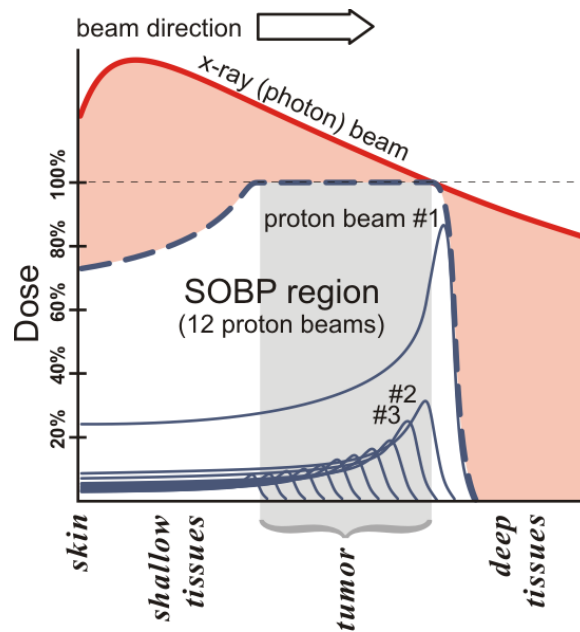 beam direction
x-ray (photon) beam
100%
80%
60%
40%
20%
Dose
proton beam #1
SOBP region
(12 proton beams)
#2
#3
skin
shallow
tissues
tumor
deep
tissues